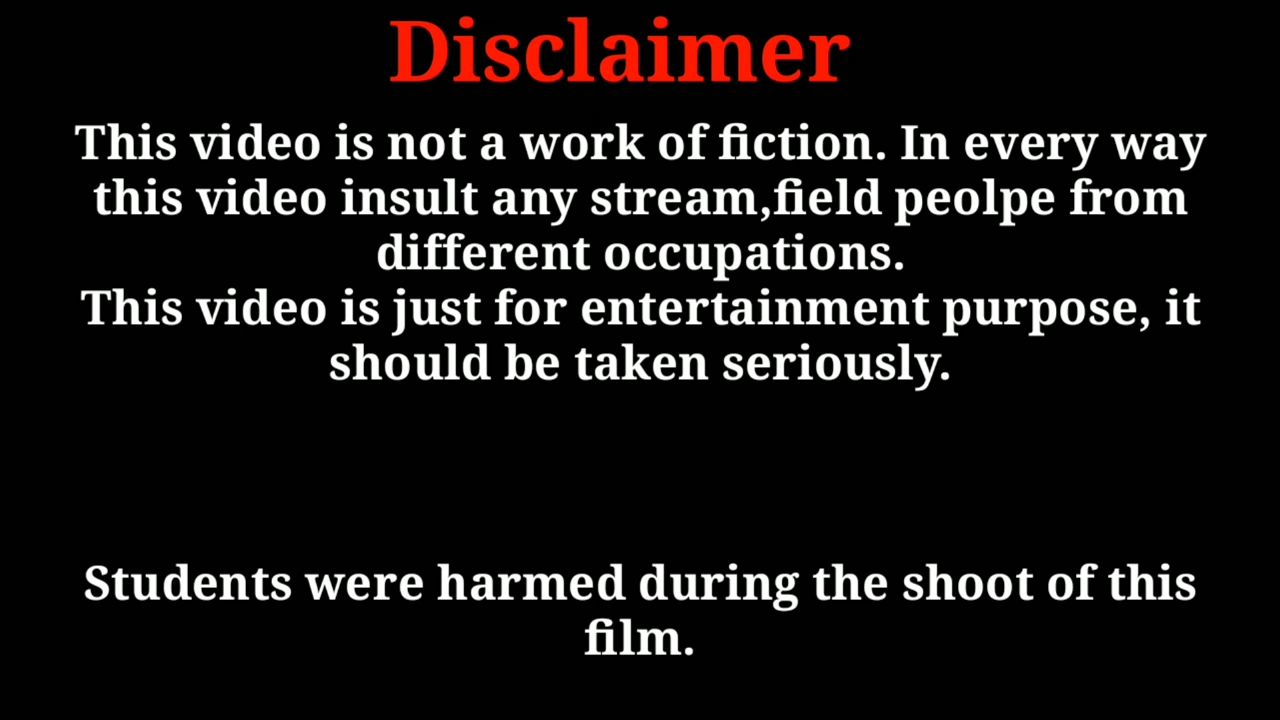 Disclaimer
This video is not a work of fiction. In every way
this video insult any stream,field peolpe from
different occupations.
This video is just for entertainment purpose, it
should be taken seriously.
Students were harmed during the shoot of this
film.